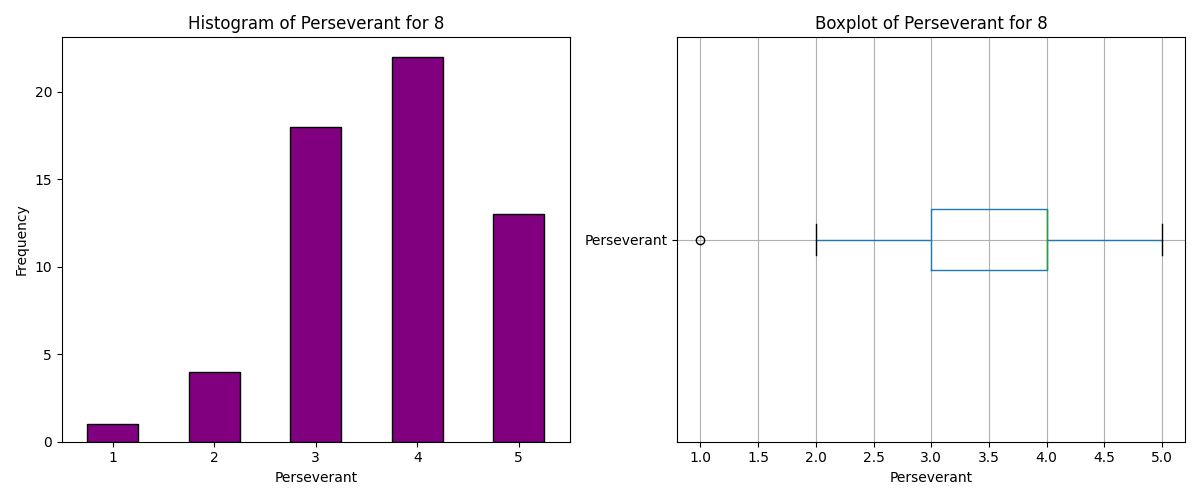 Histogram of Perseverant for 8
Frequency
20
15
10
5
0
1 2 3 4 5
Perseverant
Boxplot of Perseverant for 8
Perseverant
1.0 1.5 2.0 2.5 3.0 3.5 4.0 4.5 5.0
Perseverant